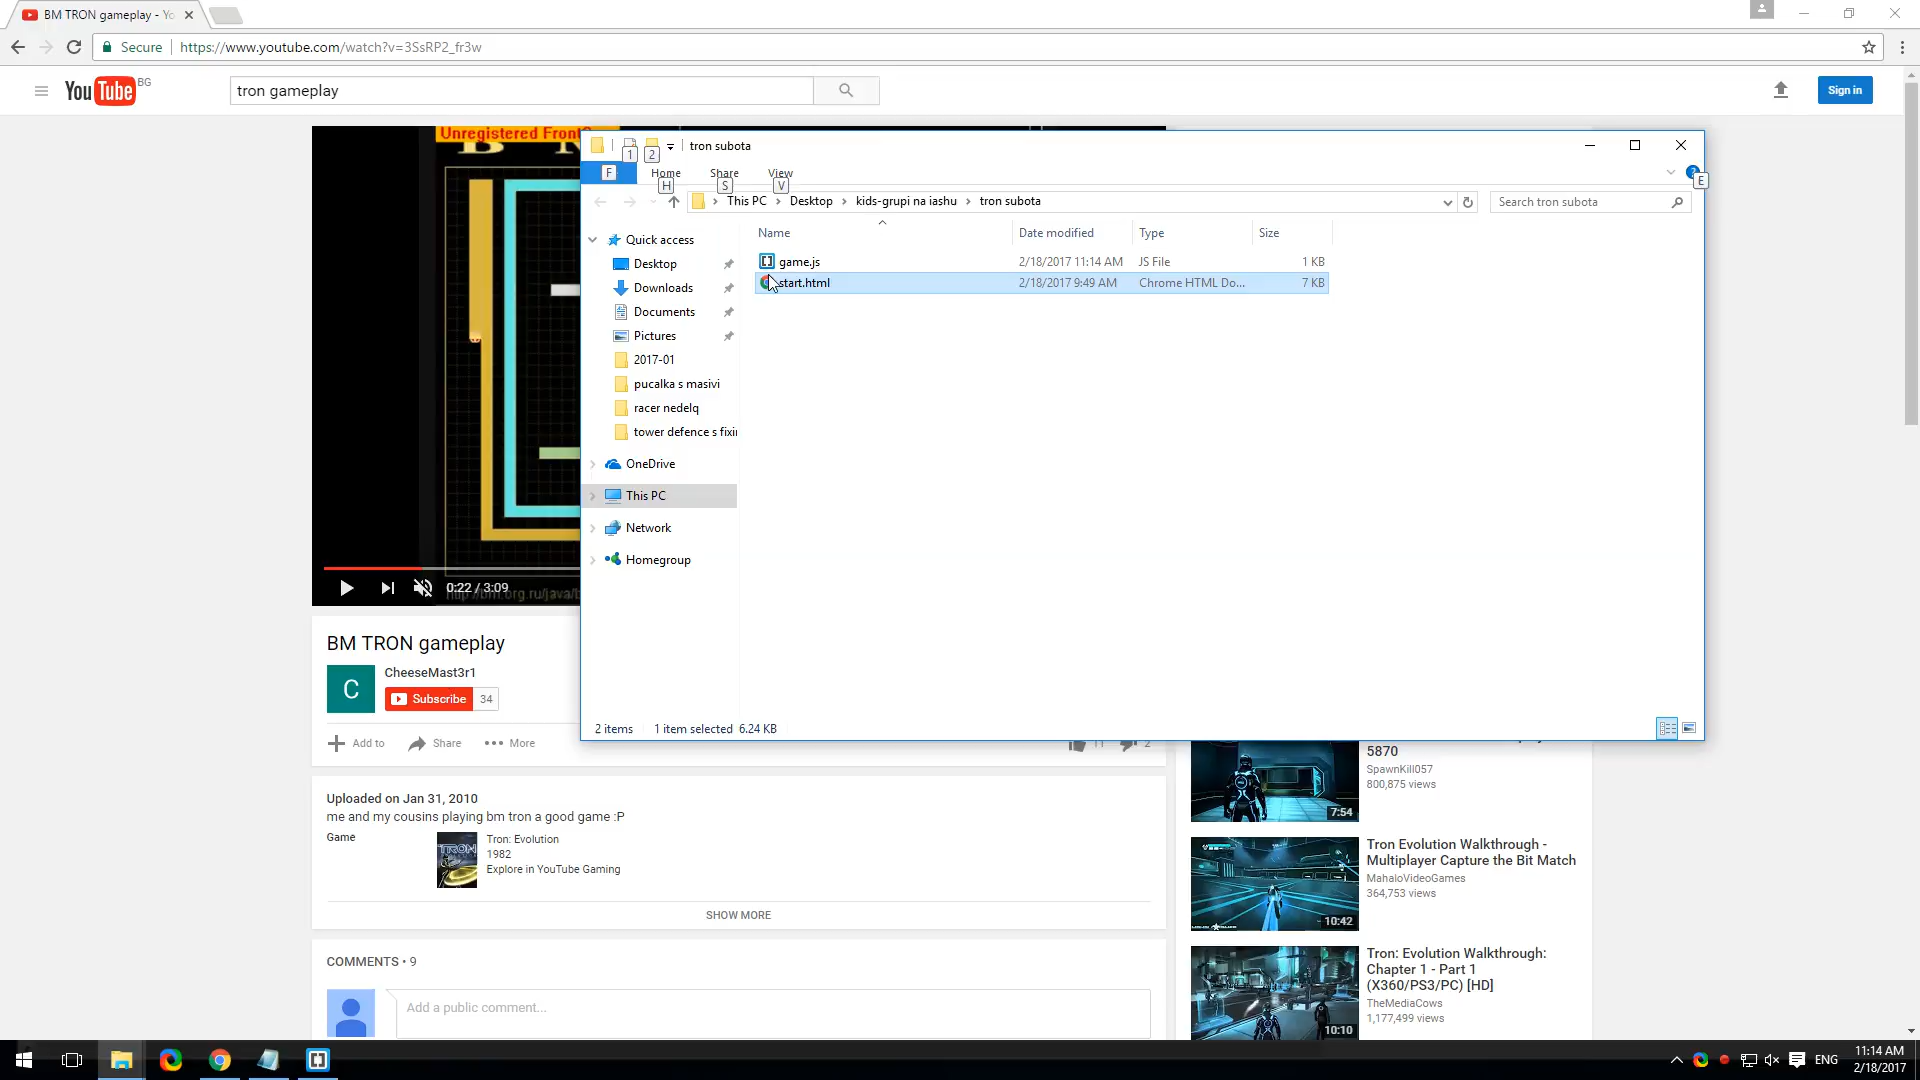 BM TRON gameplay - Yo
Secure
https://www.youtube.com/watch?v=3SsRP2_fr3w
YouTube BG
tron gameplay
Sign in
Unregistered Front
tron subota
1 2
F
Home Share View
H S V E
This PC > Desktop > kids-grupi na iashu > tron subota
Search tron subota
Name Date modified Type Size
game.js 2/18/2017 11:14 AM JS File 1 KB
start.html 2/18/2017 9:49 AM Chrome HTML Do... 7 KB
Quick access
Desktop
Downloads
Documents
Pictures
2017-01
pucalka s masivi
racer nedelq
tower defence s fixi
OneDrive
This PC
Network
Homegroup
2 items 1 item selected 6.24 KB
0:22 / 3:09
BM TRON gameplay
C
CheeseMast3r1
Subscribe 34
Add to Share More
11 2
Uploaded on Jan 31, 2010
me and my cousins playing bm tron a good game :P
Game
TRON
Tron: Evolution
1982
Explore in YouTube Gaming
SHOW MORE
COMMENTS • 9
Add a public comment...
5870
SpawnKill057
800,875 views
7:54
Tron Evolution Walkthrough -
Multiplayer Capture the Bit Match
MahaloVideoGames
364,753 views
10:42
Tron: Evolution Walkthrough:
Chapter 1 - Part 1
(X360/PS3/PC) [HD]
TheMediaCows
1,177,499 views
10:10
ENG
11:14 AM
2/18/2017